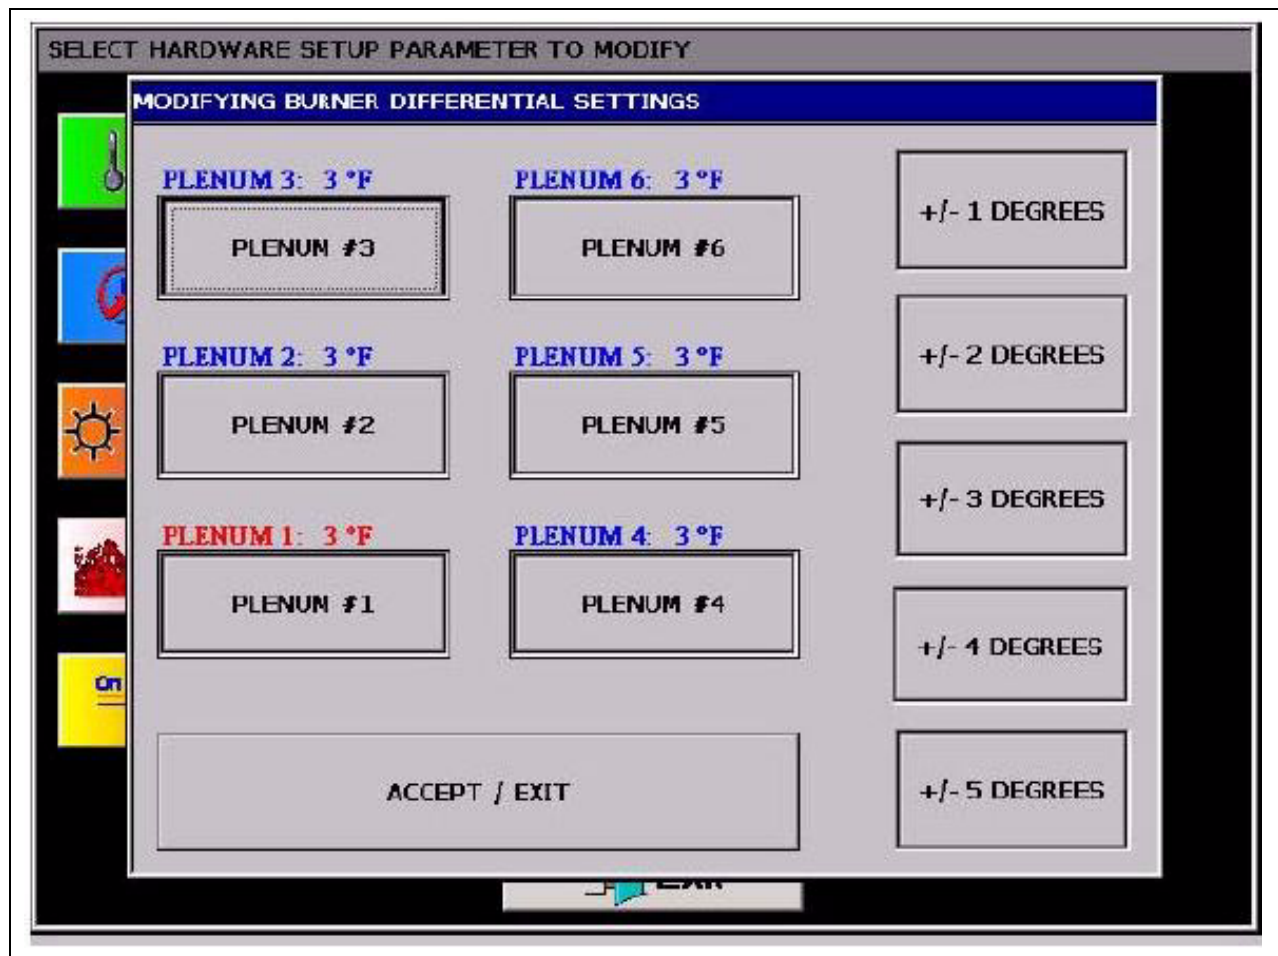 SELECT HARDWARE SETUP PARAMETER TO MODIFY
MODIFYING BURNER DIFFERENTIAL SETTINGS
PLENUM 3: 3 °F
PLENUM #3
PLENUM 6: 3 °F
PLENUM #6
PLENUM 2: 3 °F
PLENUM #2
PLENUM 5: 3 °F
PLENUM #5
PLENUM 1: 3 °F
PLENUM #1
PLENUM 4: 3 °F
PLENUM #4
ACCEPT / EXIT
+/- 1 DEGREES
+/- 2 DEGREES
+/- 3 DEGREES
+/- 4 DEGREES
+/- 5 DEGREES
On